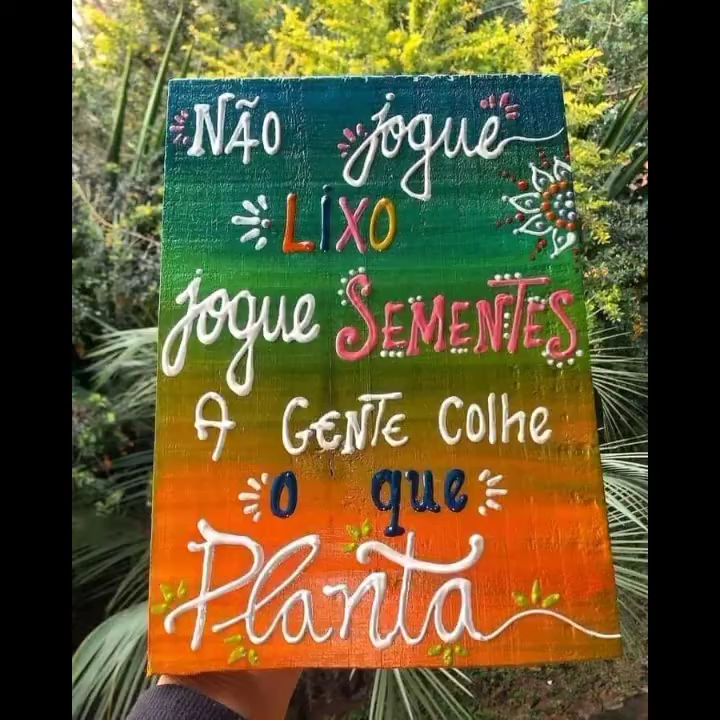 NÃO jogue
LiXO
jogue SEMENTES
A GENTE Colhe
o que
Planta